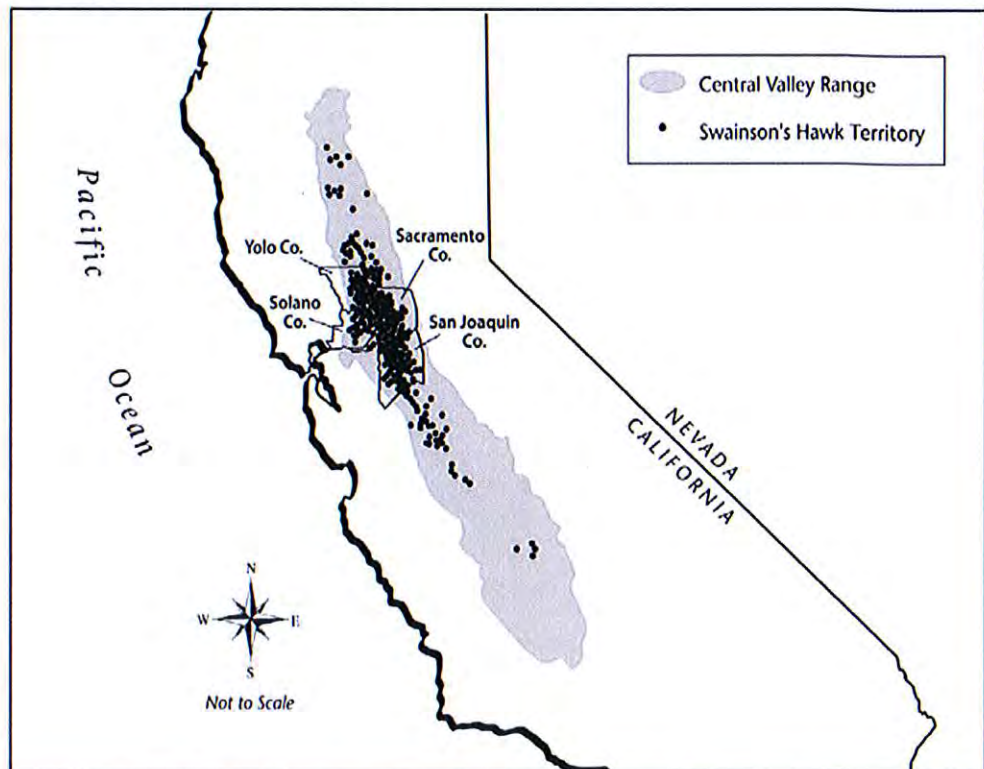 Central Valley Range
Swainson's Hawk Territory
Pacific
Ocean
Yolo Co.
Sacramento
Co.
Solano
Co.
San Joaquin
Co.
NEVADA
CALIFORNIA
N
W
E
S
Not to Scale